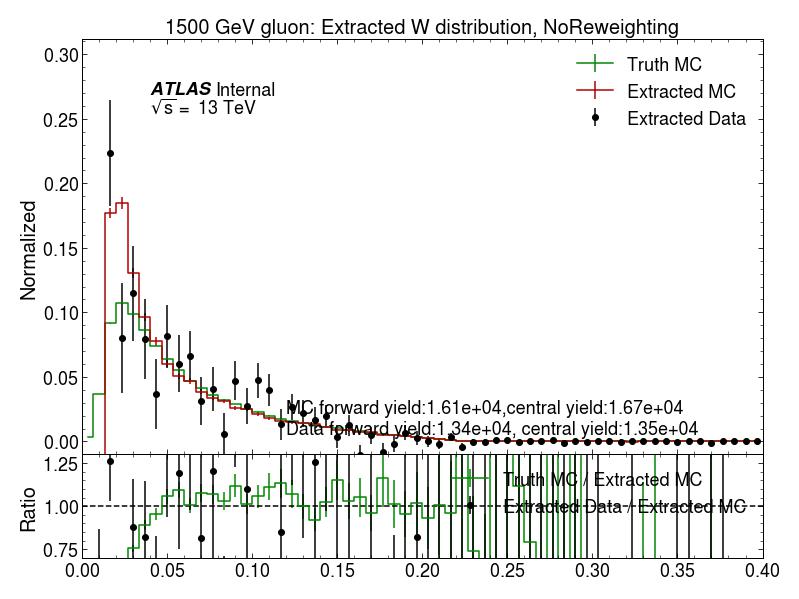 1500 GeV gluon: Extracted W distribution, NoReweighting
0.30
0.25
0.20
0.15
0.10
0.05
0.00
Normalized
ATLAS Internal
√s = 13 TeV
Truth MC
Extracted MC
Extracted Data
MC forward yield:1.61e+04,central yield:1.67e+04
Data forward yield:1.34e+04, central yield:1.35e+04
1.25
1.00
0.75
Ratio
Truth MC / Extracted MC
Extracted Data / Extracted MC
0.00 0.05 0.10 0.15 0.20 0.25 0.30 0.35 0.40